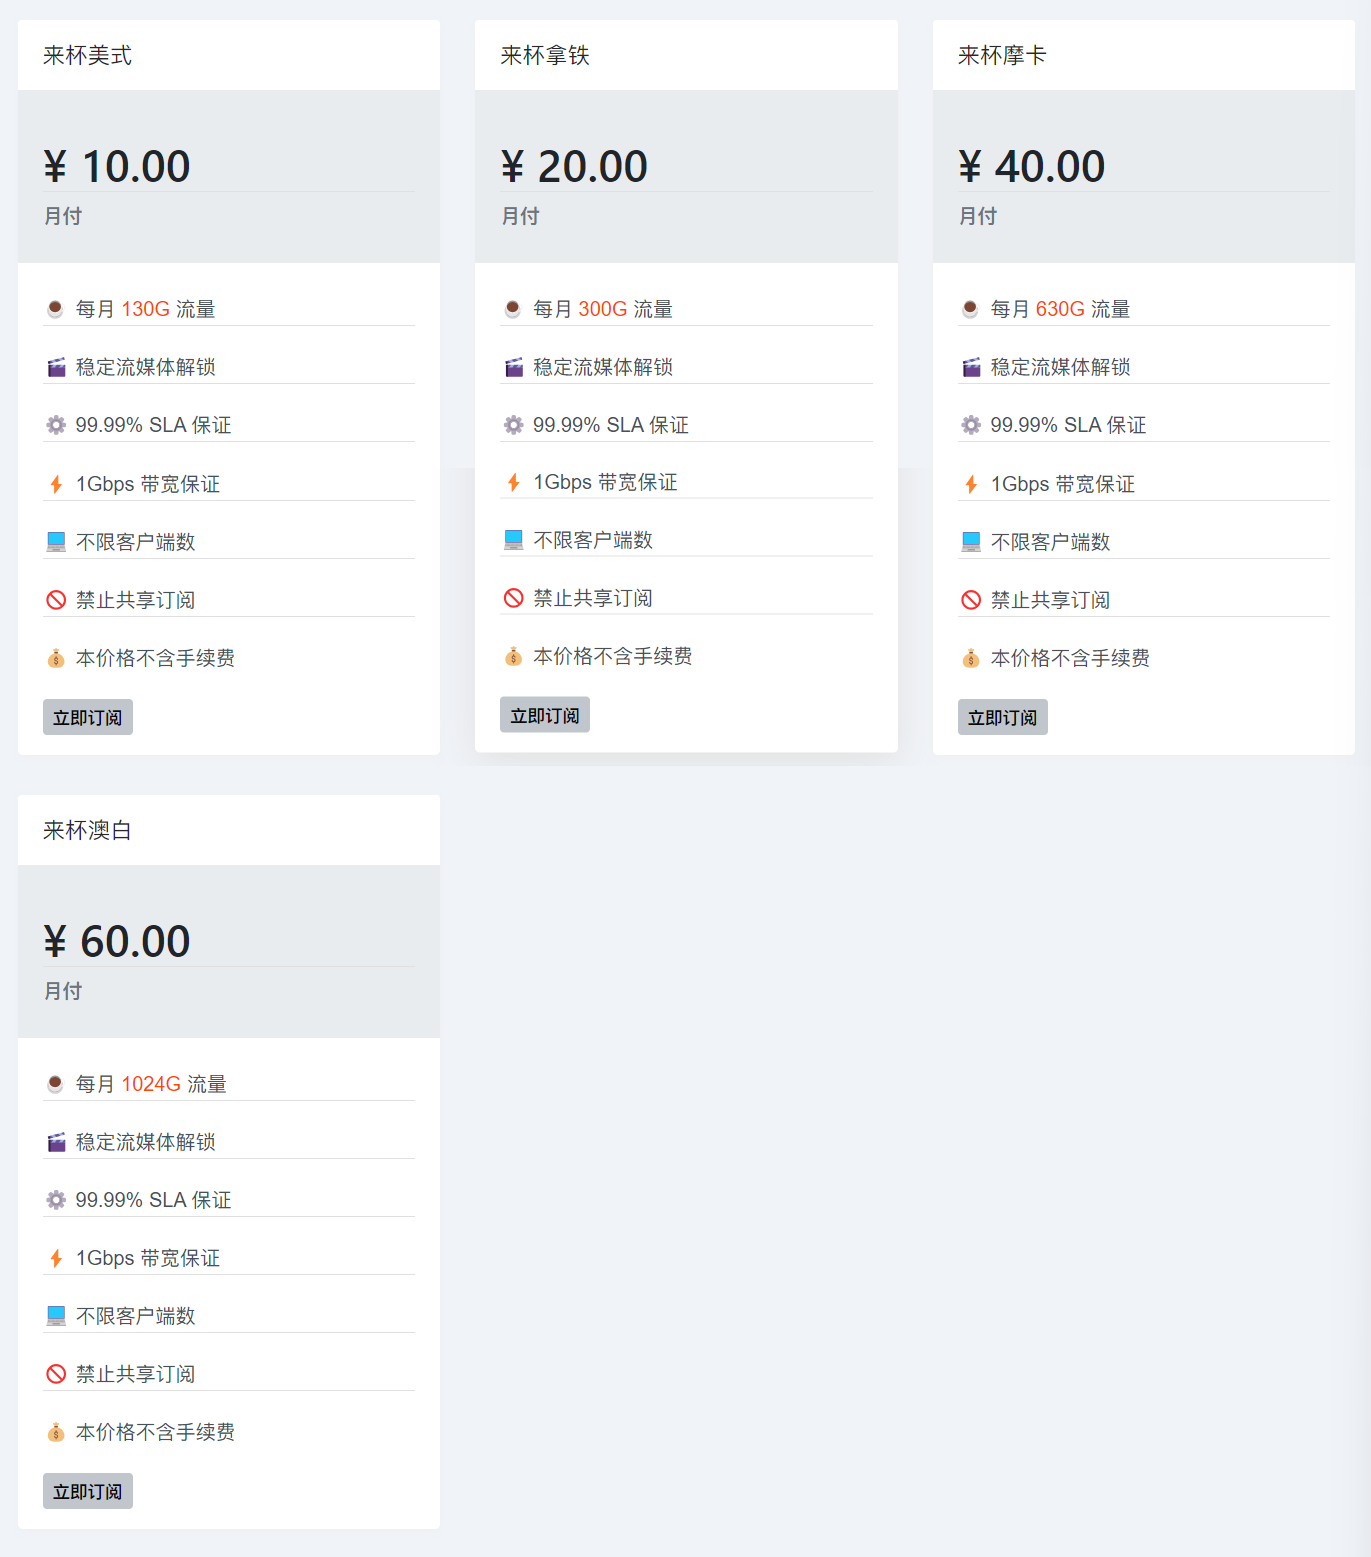 来杯美式
¥ 10.00
月付
每月 130G 流量
稳定流媒体解锁
99.99% SLA 保证
1Gbps 带宽保证
不限客户端数
禁止共享订阅
本价格不含手续费
立即订阅
来杯拿铁
¥ 20.00
月付
每月 300G 流量
稳定流媒体解锁
99.99% SLA 保证
1Gbps 带宽保证
不限客户端数
禁止共享订阅
本价格不含手续费
立即订阅
来杯摩卡
¥ 40.00
月付
每月 630G 流量
稳定流媒体解锁
99.99% SLA 保证
1Gbps 带宽保证
不限客户端数
禁止共享订阅
本价格不含手续费
立即订阅
来杯澳白
¥ 60.00
月付
每月 1024G 流量
稳定流媒体解锁
99.99% SLA 保证
1Gbps 带宽保证
不限客户端数
禁止共享订阅
本价格不含手续费
立即订阅